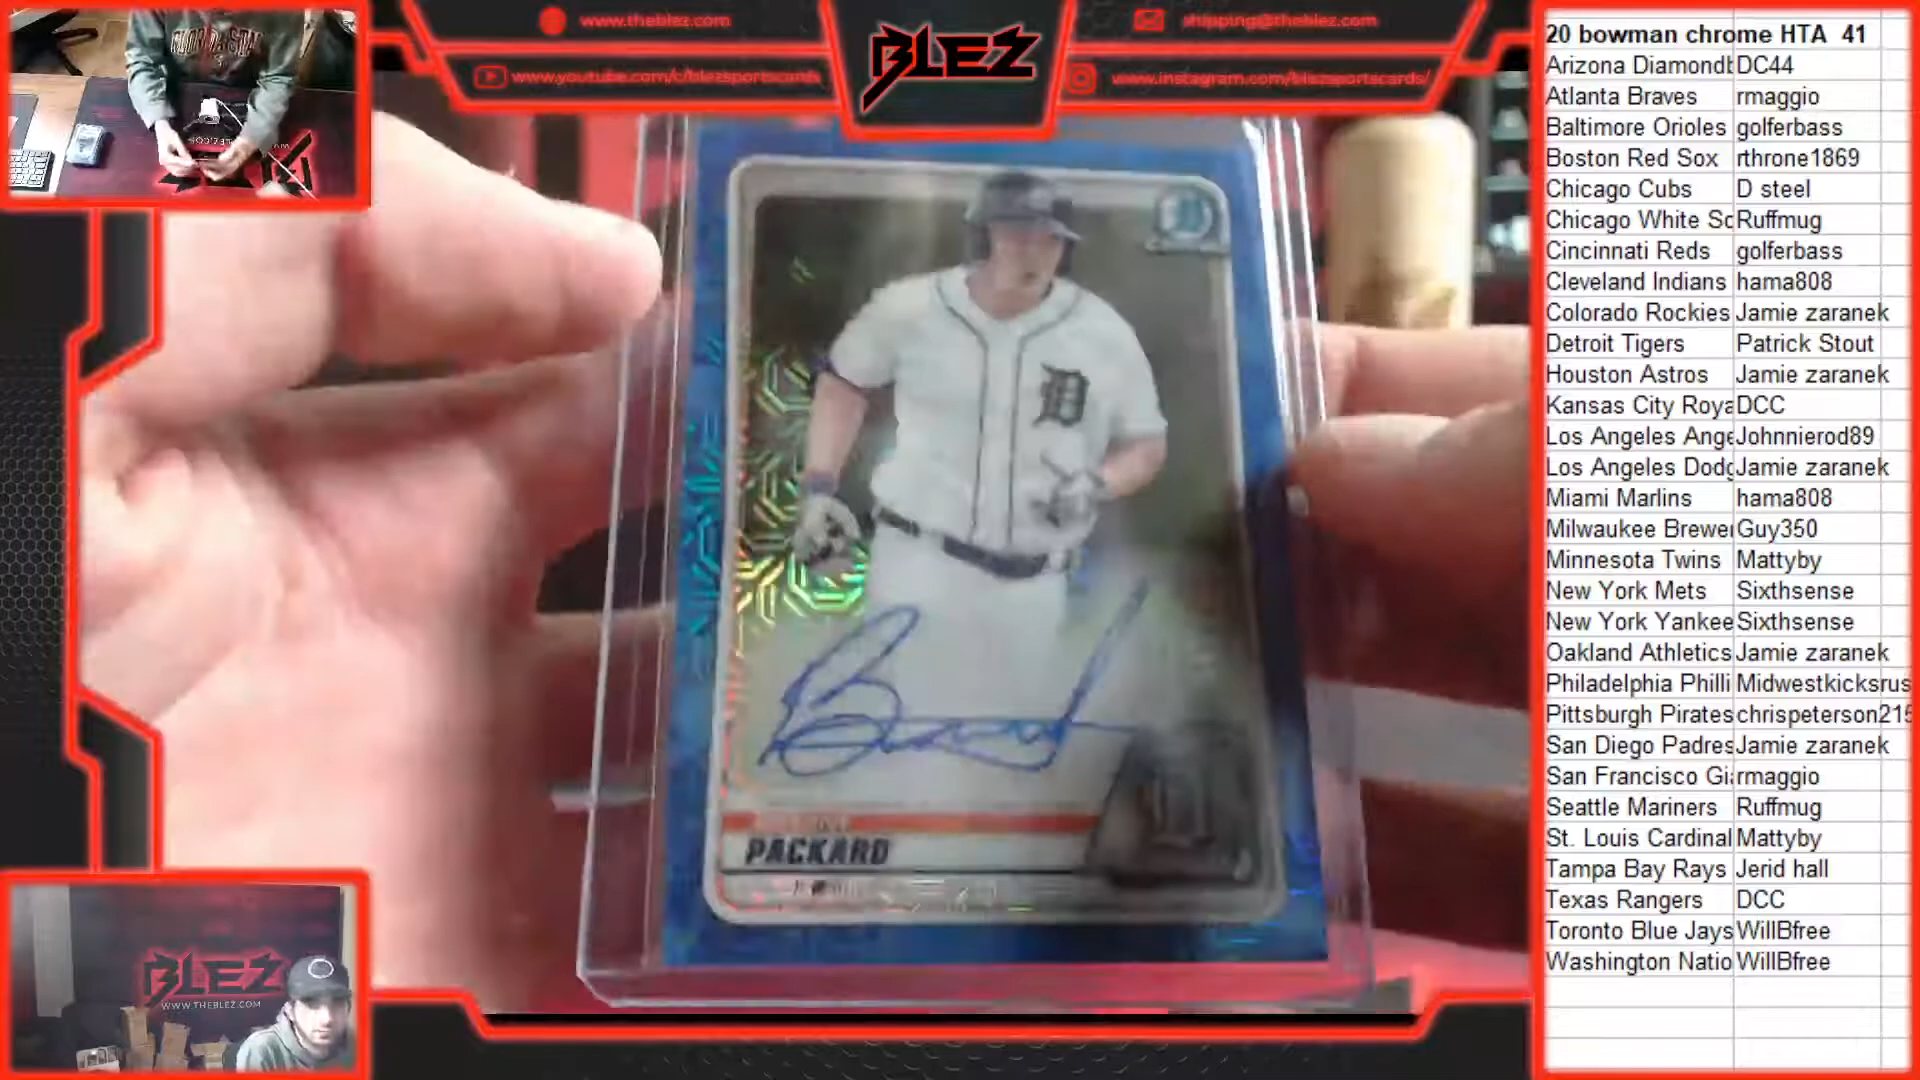 www.theblez.com
shipping@theblez.com
www.youtube.com/c/blezsportscards
www.instagram.com/blezsportscards/
BLEZ
20 bowman chrome HTA 41
Arizona Diamondb DC44
Atlanta Braves rmaggio
Baltimore Orioles golferbass
Boston Red Sox rthrone1869
Chicago Cubs D steel
Chicago White So Ruffmug
Cincinnati Reds golferbass
Cleveland Indians hama808
Colorado Rockies Jamie zaranek
Detroit Tigers Patrick Stout
Houston Astros Jamie zaranek
Kansas City Roya DCC
Los Angeles Ange Johnnierod89
Los Angeles Dodg Jamie zaranek
Miami Marlins hama808
Milwaukee Brewer Guy350
Minnesota Twins Mattyby
New York Mets Sixthsense
New York Yankee Sixthsense
Oakland Athletics Jamie zaranek
Philadelphia Philli Midwestkicksrus
Pittsburgh Pirates chrispeterson215
San Diego Padres Jamie zaranek
San Francisco Gia rmaggio
Seattle Mariners Ruffmug
St. Louis Cardinal Mattyby
Tampa Bay Rays Jerid hall
Texas Rangers DCC
Toronto Blue Jays WillBfree
Washington Natio WillBfree
D
PACKARD
BLEZ
WWW.THEBLEZ.COM